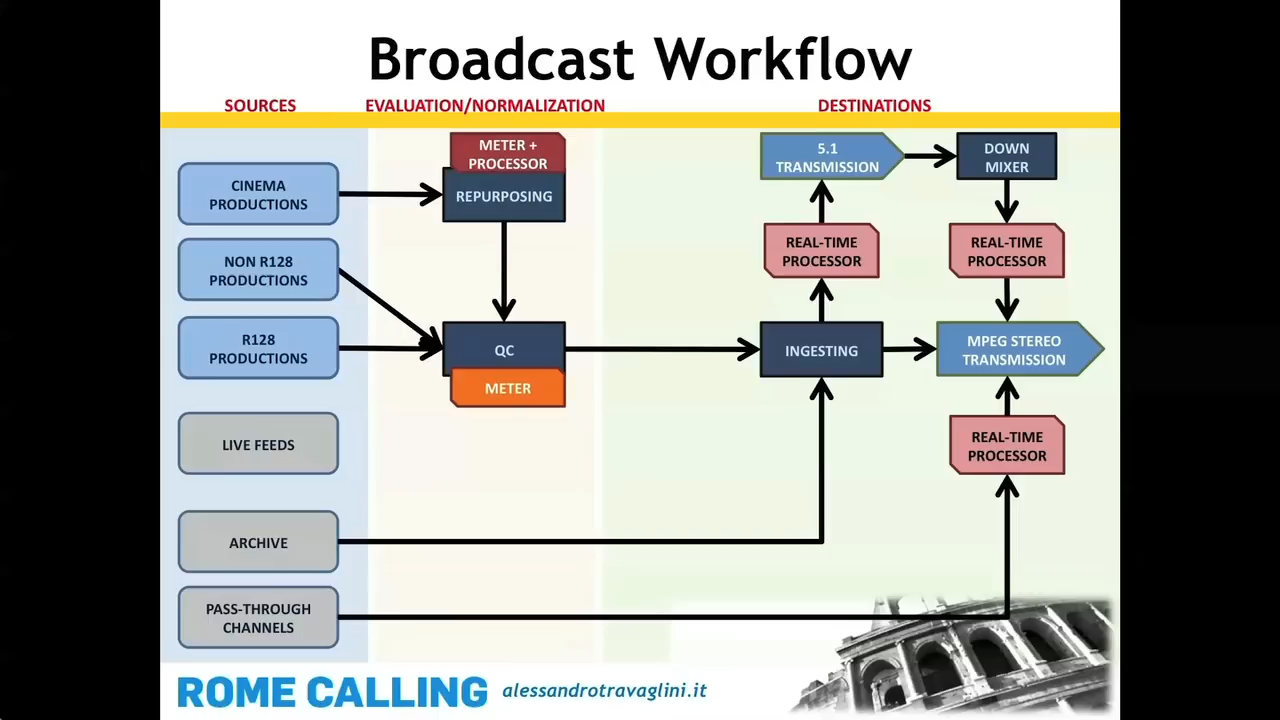 Broadcast Workflow
SOURCES
EVALUATION/NORMALIZATION
DESTINATIONS
CINEMA
PRODUCTIONS
NON R128
PRODUCTIONS
R128
PRODUCTIONS
LIVE FEEDS
ARCHIVE
PASS-THROUGH
CHANNELS
METER +
PROCESSOR
REPURPOSING
QC
METER
5.1
TRANSMISSION
DOWN
MIXER
REAL-TIME
PROCESSOR
REAL-TIME
PROCESSOR
INGESTING
MPEG STEREO
TRANSMISSION
REAL-TIME
PROCESSOR
ROME CALLING
alessandrotravaglini.it